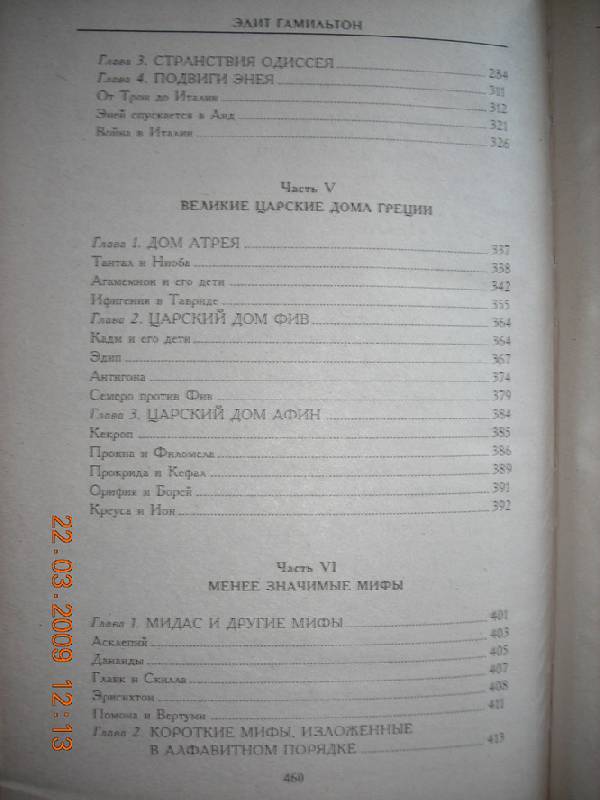 ЭДИТ ГАМИЛЬТОН
Глава 3. СТРАНСТВИЯ ОДИССЕЯ 284
Глава 4. ПОДВИГИ ЭНЕЯ 311
От Трои до Италии 312
Эней спускается в Аид 321
Война в Италии 326
Часть V
ВЕЛИКИЕ ЦАРСКИЕ ДОМА ГРЕЦИИ
Глава 1. ДОМ АТРЕЯ 337
Тантал и Ниоба 338
Агамемнон и его дети 342
Ифигения в Тавриде 355
Глава 2. ЦАРСКИЙ ДОМ ФИВ 364
Кадм и его дети 364
Эдип 367
Антигона 374
Семеро против Фив 379
Глава 3. ЦАРСКИЙ ДОМ АФИН 384
Кекроп 385
Прокна и Филомела 386
Прокрида и Кефал 389
Орифия и Борей 391
Креуса и Ион 392
Часть VI
МЕНЕЕ ЗНАЧИМЫЕ МИФЫ
Глава 1. МИДАС И ДРУГИЕ МИФЫ 401
Асклепий 403
Данаиды 405
Главк и Скилла 407
Эрисихтон 408
Помона и Вертумн 411
Глава 2. КОРОТКИЕ МИФЫ, ИЗЛОЖЕННЫЕ
В АЛФАВИТНОМ ПОРЯДКЕ 413
460
22.03.2009 12:13